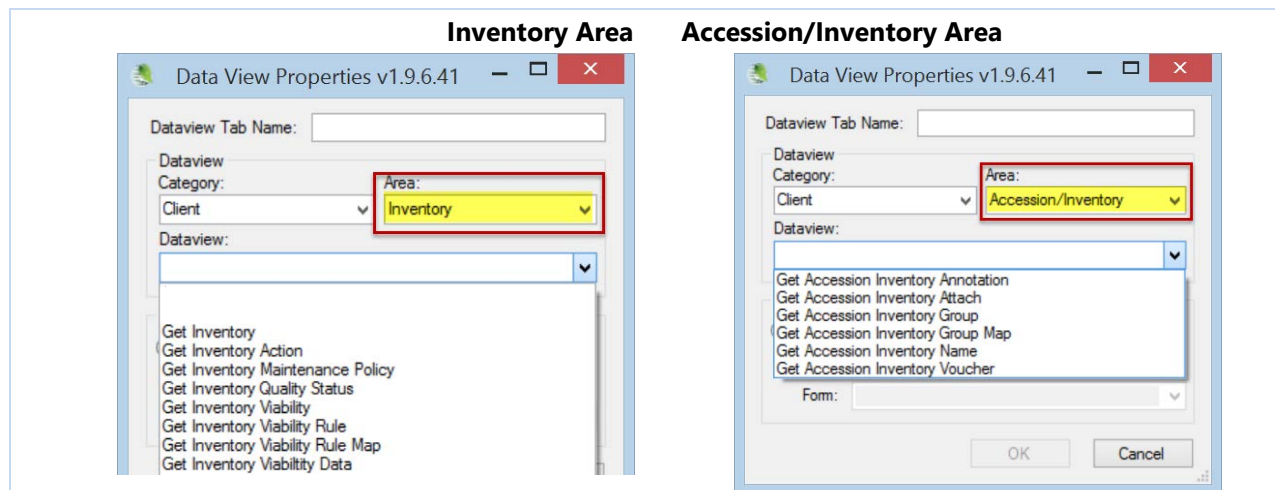 Inventory Area
Accession/Inventory Area
Data View Properties v1.9.6.41
Dataview Tab Name:
Dataview
Category:
Area:
Client
Inventory
Dataview:
Get Inventory
Get Inventory Action
Get Inventory Maintenance Policy
Get Inventory Quality Status
Get Inventory Viability
Get Inventory Viability Rule
Get Inventory Viability Rule Map
Get Inventory Viabiltity Data
Data View Properties v1.9.6.41
Dataview Tab Name:
Dataview
Category:
Area:
Client
Accession/Inventory
Dataview:
Get Accession Inventory Annotation
Get Accession Inventory Attach
Get Accession Inventory Group
Get Accession Inventory Group Map
Get Accession Inventory Name
Get Accession Inventory Voucher
Form:
OK
Cancel